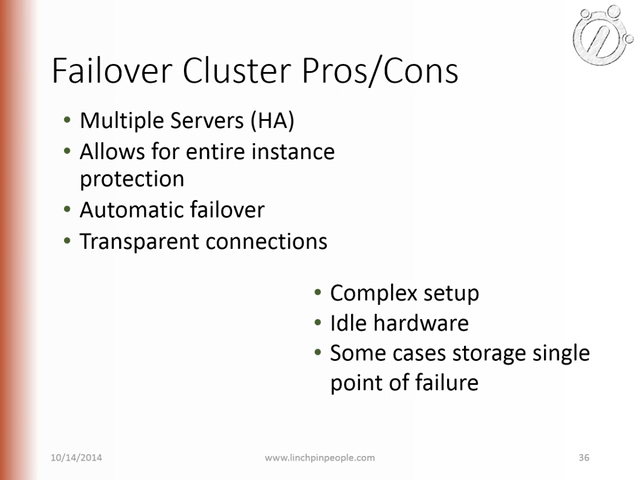 Failover Cluster Pros/Cons
• Multiple Servers (HA)
• Allows for entire instance
protection
• Automatic failover
• Transparent connections
• Complex setup
• Idle hardware
• Some cases storage single
point of failure
10/14/2014
www.linchpinpeople.com
36